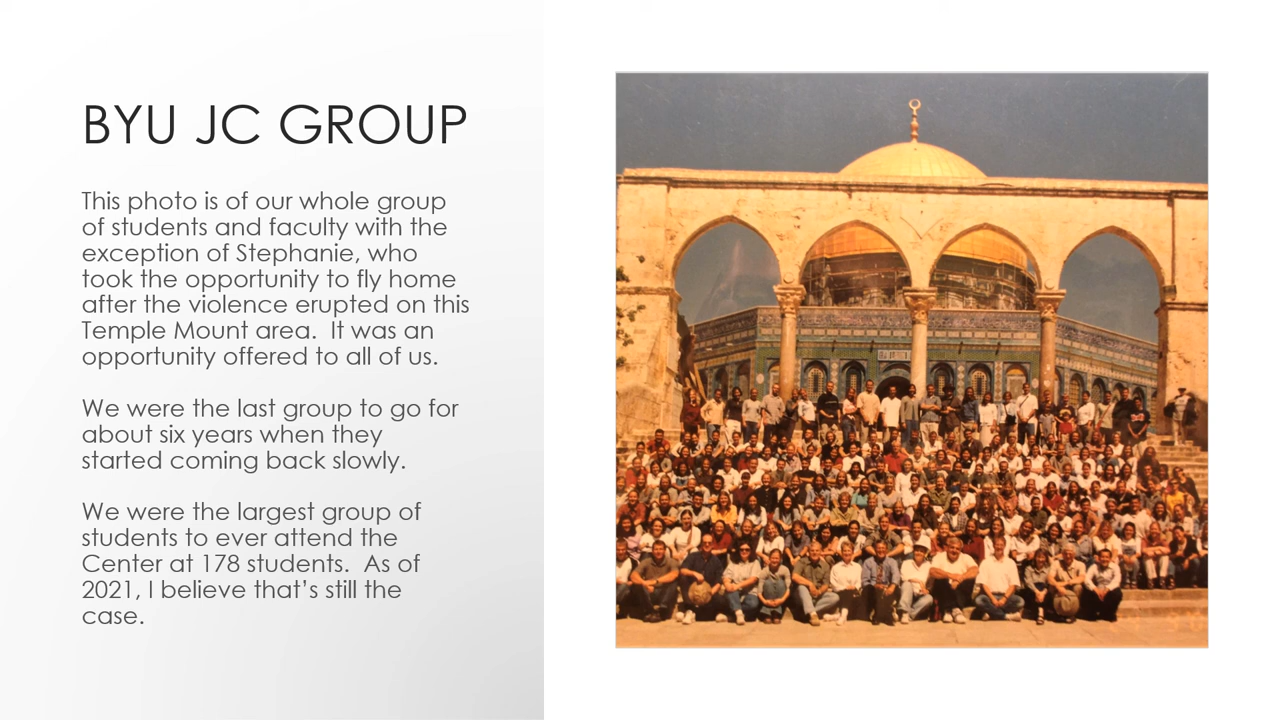 BYU JC GROUP
This photo is of our whole group
of students and faculty with the
exception of Stephanie, who
took the opportunity to fly home
after the violence erupted on this
Temple Mount area.  It was an
opportunity offered to all of us.
We were the last group to go for
about six years when they
started coming back slowly.
We were the largest group of
students to ever attend the
Center at 178 students.  As of
2021, I believe that’s still the
case.